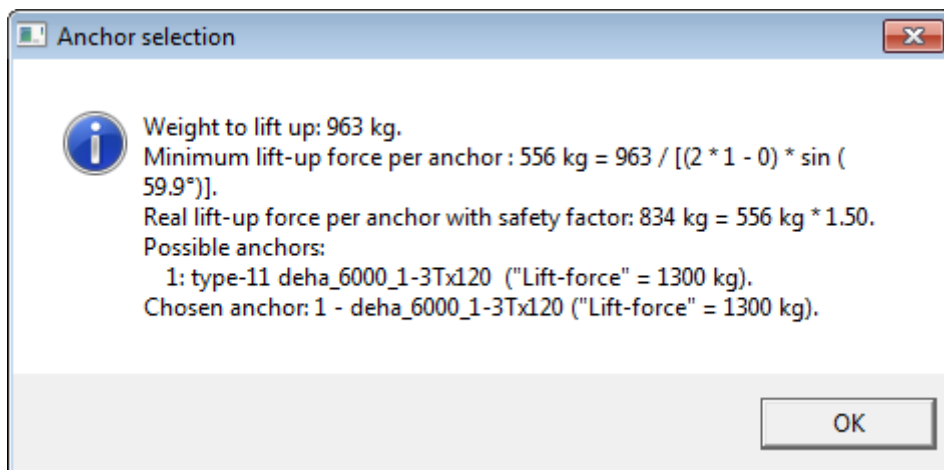 Anchor selection
Weight to lift up: 963 kg.
Minimum lift-up force per anchor : 556 kg = 963 / [(2 * 1 - 0) * sin (
59.9°)].
Real lift-up force per anchor with safety factor: 834 kg = 556 kg * 1.50.
Possible anchors:
1: type-11 deha_6000_1-3Tx120  ("Lift-force" = 1300 kg).
Chosen anchor: 1 - deha_6000_1-3Tx120 ("Lift-force" = 1300 kg).
OK